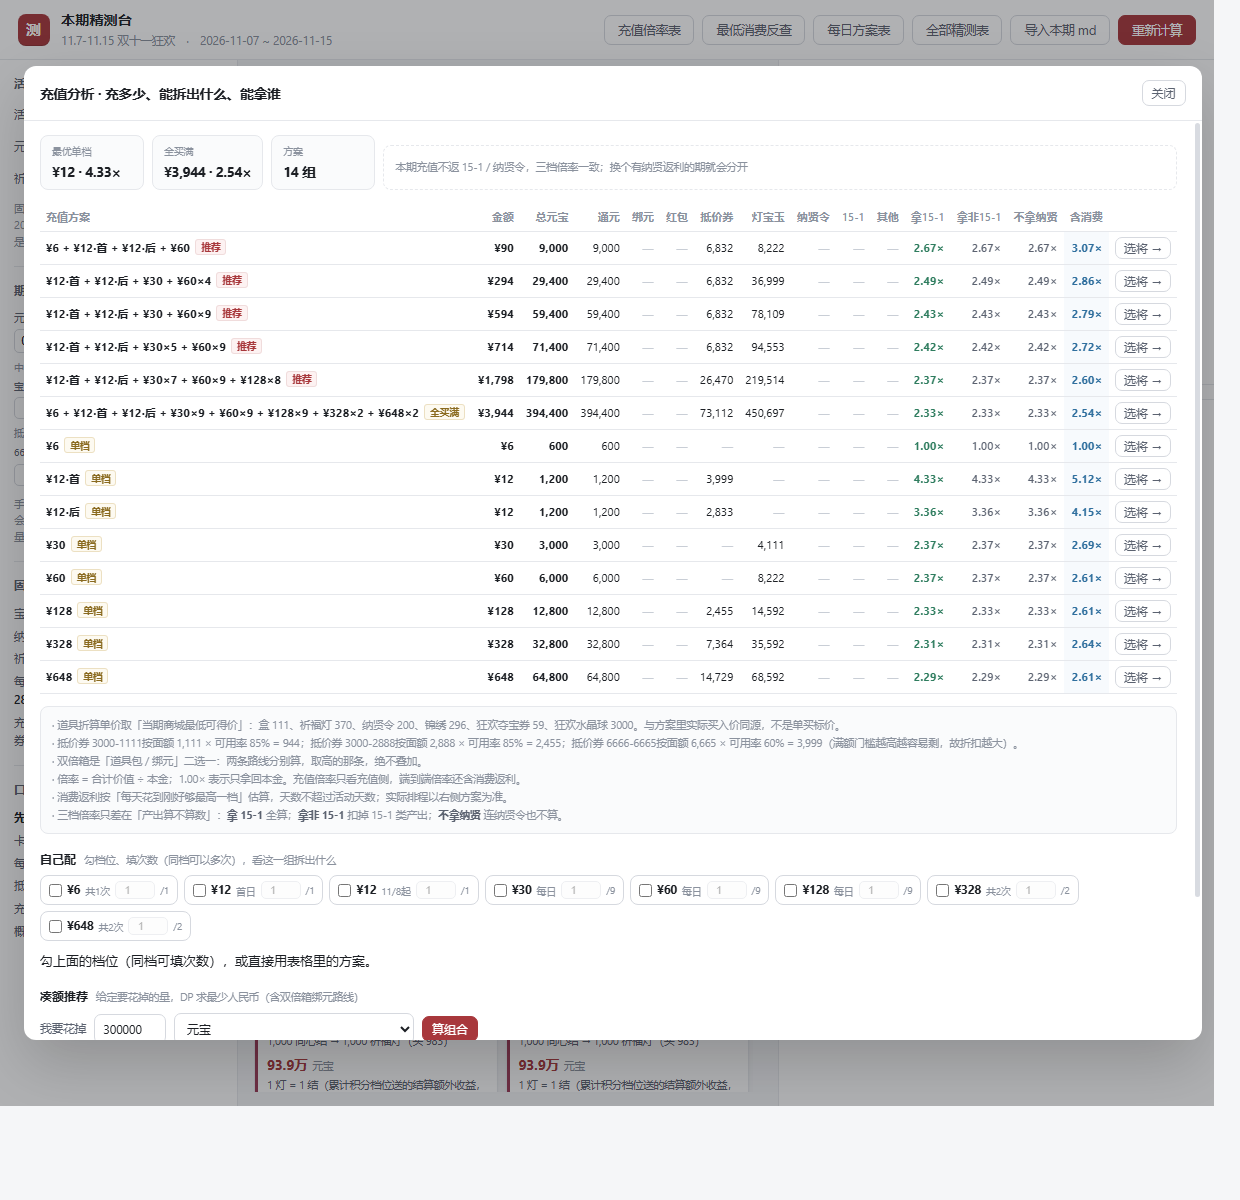 测
本期精测台
11.7-11.15 双十一狂欢 · 2026-11-07 ~ 2026-11-15
充值倍率表
最低消费反查
每日方案表
全部精测表
导入本期 md
重新计算
充值分析 · 充多少、能拆出什么、能拿谁
关闭
最优单档
¥12 · 4.33×
全买满
¥3,944 · 2.54×
方案
14 组
本期充值不返 15-1 / 纳贤令，三档倍率一致；换个有纳贤返利的期就会分开
充值方案 金额 总元宝 逼元 绑元 红包 抵价券 灯宝玉 纳贤令 15-1 其他 拿15-1 拿非15-1 不拿纳贤 含消费
¥6 + ¥12·首 + ¥12·后 + ¥60 推荐 ¥90 9,000 9,000 — — 6,832 8,222 — — — 2.67× 2.67× 2.67× 3.07× 选将 →
¥12·首 + ¥12·后 + ¥30 + ¥60×4 推荐 ¥294 29,400 29,400 — — 6,832 36,999 — — — 2.49× 2.49× 2.49× 2.86× 选将 →
¥12·首 + ¥12·后 + ¥30 + ¥60×9 推荐 ¥594 59,400 59,400 — — 6,832 78,109 — — — 2.43× 2.43× 2.43× 2.79× 选将 →
¥12·首 + ¥12·后 + ¥30×5 + ¥60×9 推荐 ¥714 71,400 71,400 — — 6,832 94,553 — — — 2.42× 2.42× 2.42× 2.72× 选将 →
¥12·首 + ¥12·后 + ¥30×7 + ¥60×9 + ¥128×8 推荐 ¥1,798 179,800 179,800 — — 26,470 219,514 — — — 2.37× 2.37× 2.37× 2.60× 选将 →
¥6 + ¥12·首 + ¥12·后 + ¥30×9 + ¥60×9 + ¥128×9 + ¥328×2 + ¥648×2 全买满 ¥3,944 394,400 394,400 — — 73,112 450,697 — — — 2.33× 2.33× 2.33× 2.54× 选将 →
¥6 单档 ¥6 600 600 — — — — — — — 1.00× 1.00× 1.00× 1.00× 选将 →
¥12·首 单档 ¥12 1,200 1,200 — — 3,999 — — — — 4.33× 4.33× 4.33× 5.12× 选将 →
¥12·后 单档 ¥12 1,200 1,200 — — 2,833 — — — — 3.36× 3.36× 3.36× 4.15× 选将 →
¥30 单档 ¥30 3,000 3,000 — — — 4,111 — — — 2.37× 2.37× 2.37× 2.69× 选将 →
¥60 单档 ¥60 6,000 6,000 — — — 8,222 — — — 2.37× 2.37× 2.37× 2.61× 选将 →
¥128 单档 ¥128 12,800 12,800 — — 2,455 14,592 — — — 2.33× 2.33× 2.33× 2.61× 选将 →
¥328 单档 ¥328 32,800 32,800 — — 7,364 35,592 — — — 2.31× 2.31× 2.31× 2.64× 选将 →
¥648 单档 ¥648 64,800 64,800 — — 14,729 68,592 — — — 2.29× 2.29× 2.29× 2.61× 选将 →
· 道具折算单价取「当期商城最低可得价」：盒 111、祈福灯 370、纳贤令 200、锦绣 296、狂欢夺宝券 59、狂欢水晶球 3000。与方案里实际买入价同源，不是单买标价。
· 抵价券 3000-1111按面额 1,111 × 可用率 85% = 944；抵价券 3000-2888按面额 2,888 × 可用率 85% = 2,455；抵价券 6666-6665按面额 6,665 × 可用率 60% = 3,999（满额门槛越高越容易剩，故折扣越大）。
· 双倍箱是「道具包 / 绑元」二选一：两条路线分别算，取高的那条，绝不叠加。
· 倍率 = 合计价值 ÷ 本金；1.00× 表示只拿回本金。充值倍率只看充值侧，端到端倍率还含消费返利。
· 消费返利按「每天花到刚好够最高一档」估算，天数不超过活动天数；实际排程以右侧方案为准。
· 三档倍率只差在「产出算不算数」：拿 15-1 全算；拿非 15-1 扣掉 15-1 类产出；不拿纳贤 连纳贤令也不算。
自己配 勾档位、填次数（同档可以多次），看这一组拆出什么
¥6 共1次 1 /1
¥12 首日 1 /1
¥12 11/8起 1 /1
¥30 每日 1 /9
¥60 每日 1 /9
¥128 每日 1 /9
¥328 共2次 1 /2
¥648 共2次 1 /2
勾上面的档位（同档可填次数），或直接用表格里的方案。
凑额推荐 给定要花掉的量，DP 求最少人民币（含双倍箱绑元路线）
我要花掉 300000 元宝 算组合
93.9万 元宝
93.9万 元宝
1 灯 = 1 结（累计积分档位送的结算额外收益，
1 灯 = 1 结（累计积分档位送的结算额外收益，